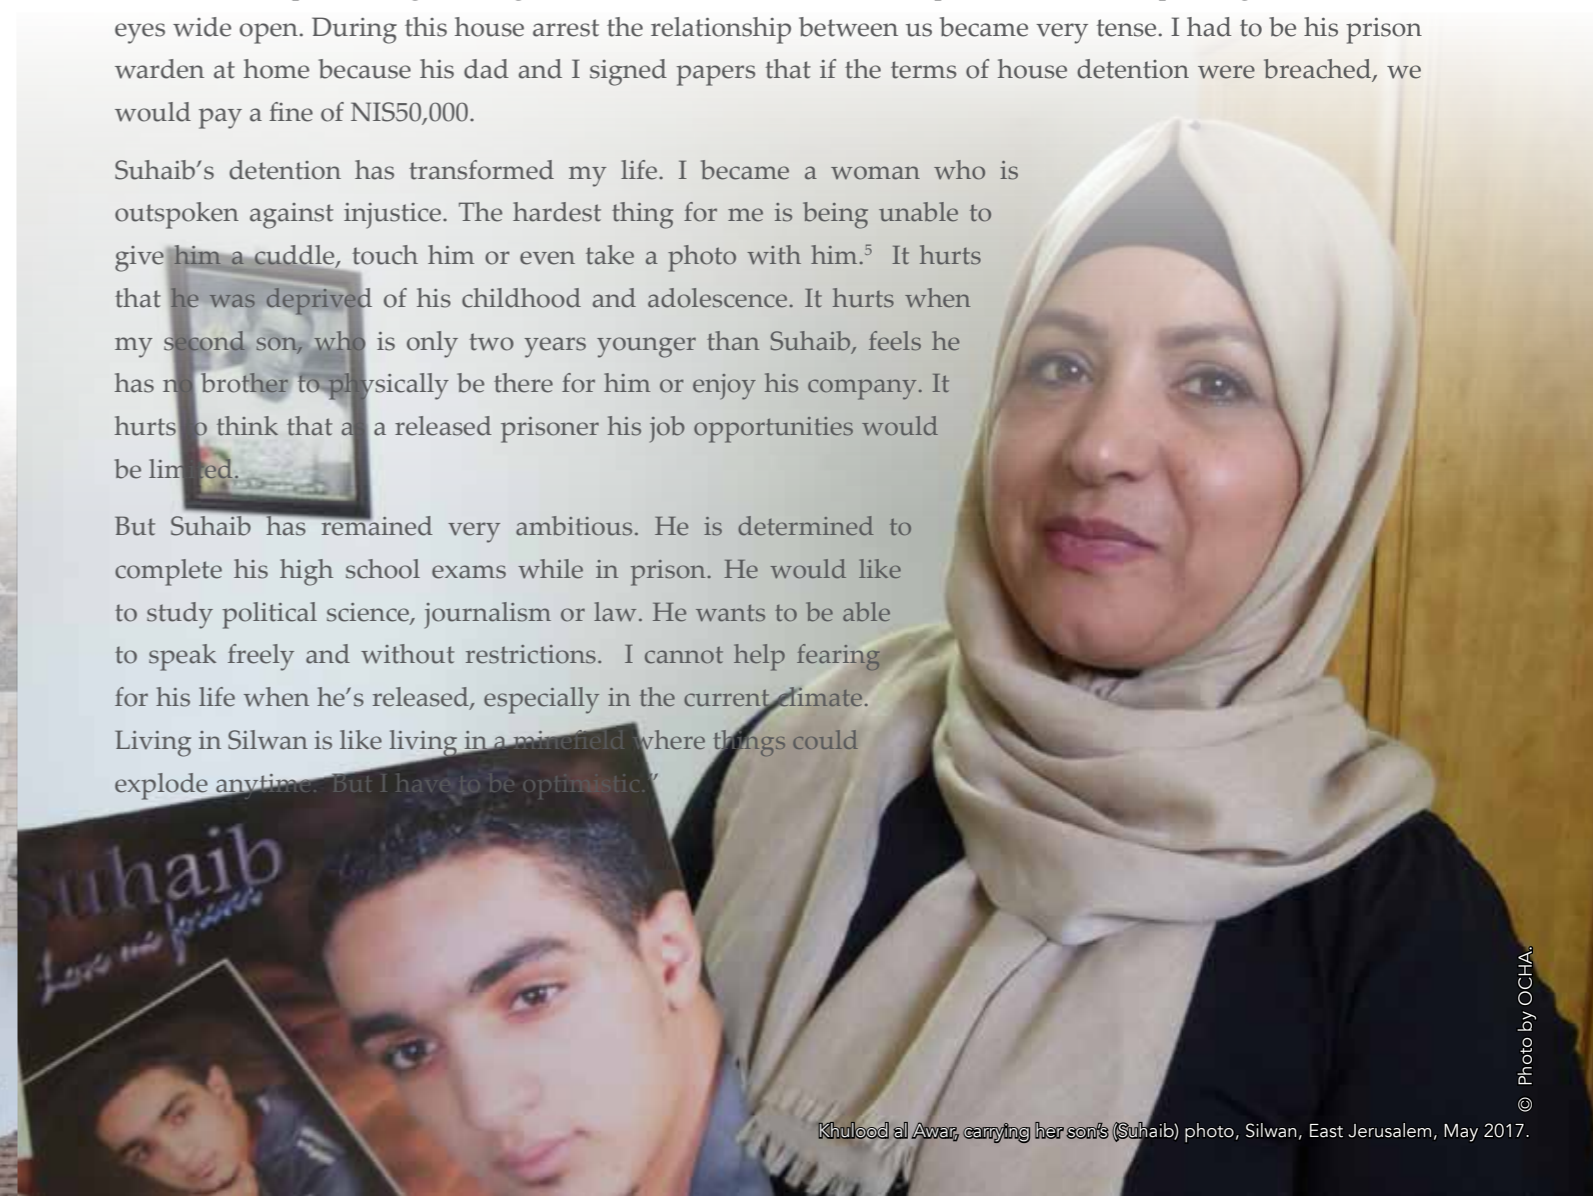 eyes wide open. During this house arrest the relationship between us became very tense. I had to be his prison
warden at home because his dad and I signed papers that if the terms of house detention were breached, we
would pay a fine of NIS50,000.
Suhaib’s detention has transformed my life. I became a woman who is
outspoken against injustice. The hardest thing for me is being unable to
give him a cuddle, touch him or even take a photo with him.⁵ It hurts
that he was deprived of his childhood and adolescence. It hurts when
my second son, who is only two years younger than Suhaib, feels he
has no brother to physically be there for him or enjoy his company. It
hurts to think that as a released prisoner his job opportunities would
be limited.
But Suhaib has remained very ambitious. He is determined to
complete his high school exams while in prison. He would like
to study political science, journalism or law. He wants to be able
to speak freely and without restrictions. I cannot help fearing
for his life when he’s released, especially in the current climate.
Living in Silwan is like living in a minefield where things could
explode anytime. But I have to be optimistic.”
Suhaib
Love me forever
© Photo by OCHA.
Khulood al Awar, carrying her son’s (Suhaib) photo, Silwan, East Jerusalem, May 2017.